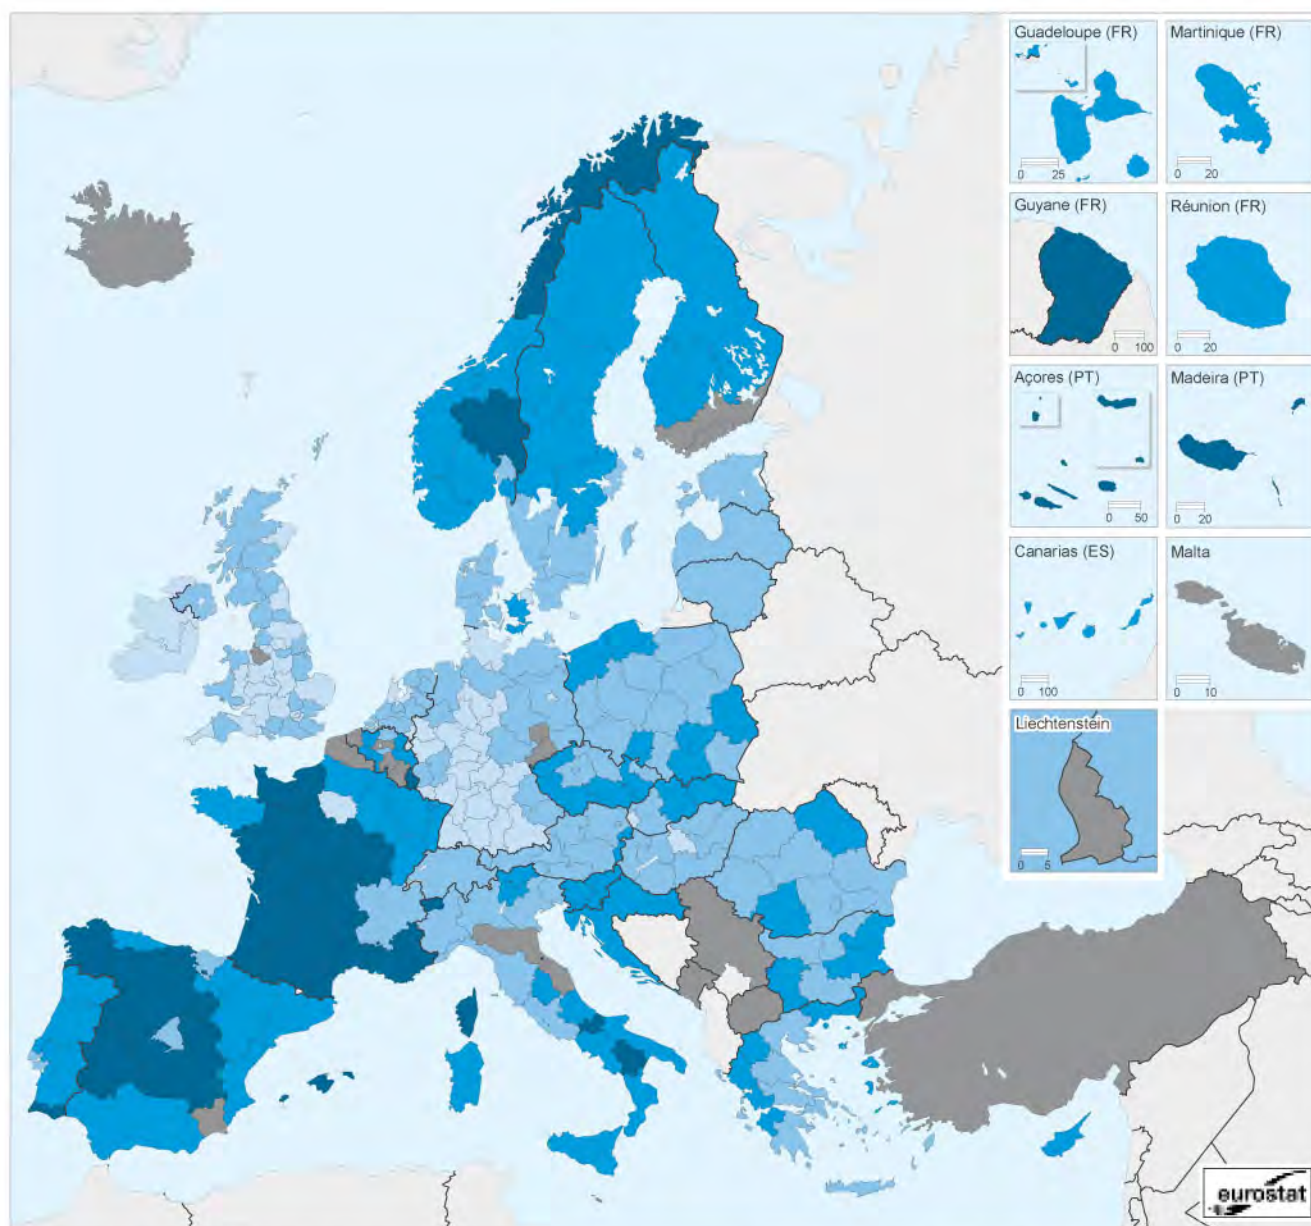 Guadeloupe (FR)
0 25
Martinique (FR)
0 20
Guyane (FR)
0 100
Réunion (FR)
0 20
Açores (PT)
0 50
Madeira (PT)
0 20
Canarias (ES)
0 100
Malta
0 10
Liechtenstein
0 5
eurostat